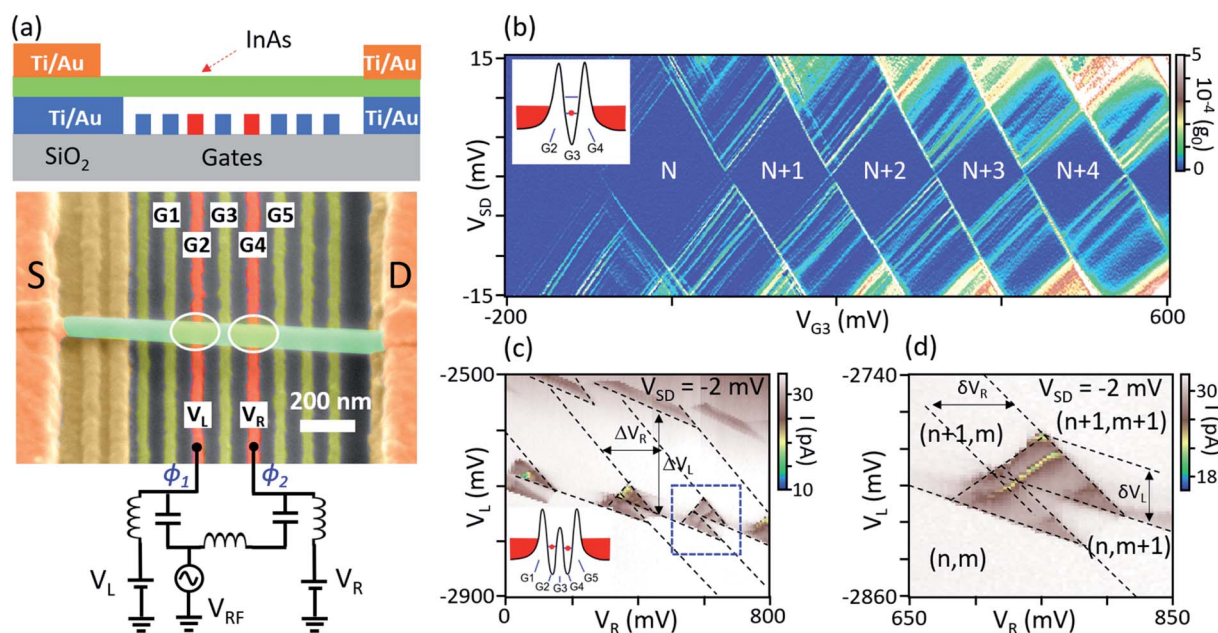 (a)
InAs
Ti/Au
Ti/Au
Ti/Au
Ti/Au
SiO2
Gates
G1
G3
G5
G2
G4
S
D
VL
VR
200 nm
ϕ1
ϕ2
VL
VRF
VR
(b)
15
VSD (mV)
-15
G2
G4
G3
N
N+1
N+2
N+3
N+4
5
10-4 (g0)
0
-200
VG3 (mV)
600
(c)
-2500
VSD = -2 mV
ΔVR
ΔVL
VL (mV)
-2900
G1
G5
G2
G3
G4
0
VR (mV)
800
30
I (pA)
10
(d)
-2740
δVR
VSD = -2 mV
(n+1,m+1)
(n+1,m)
δVL
VL (mV)
(n,m)
(n,m+1)
-2860
650
VR (mV)
850
30
I (pA)
18